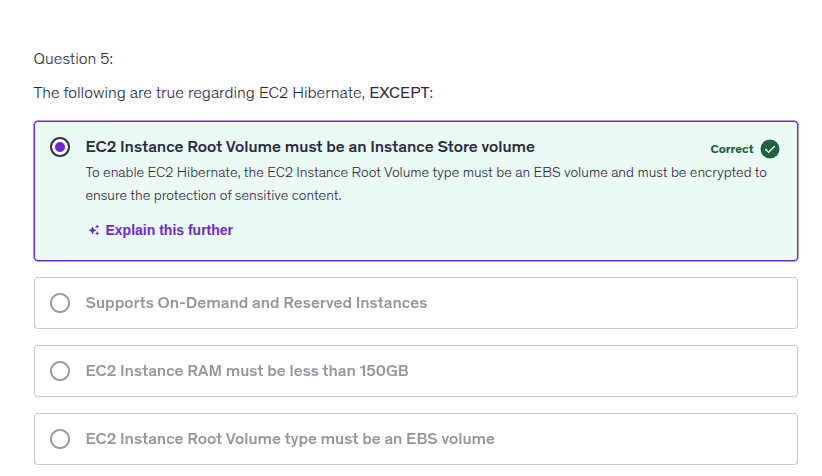 Question 5:
The following are true regarding EC2 Hibernate, EXCEPT:
EC2 Instance Root Volume must be an Instance Store volume
Correct
To enable EC2 Hibernate, the EC2 Instance Root Volume type must be an EBS volume and must be encrypted to
ensure the protection of sensitive content.
Explain this further
Supports On-Demand and Reserved Instances
EC2 Instance RAM must be less than 150GB
EC2 Instance Root Volume type must be an EBS volume